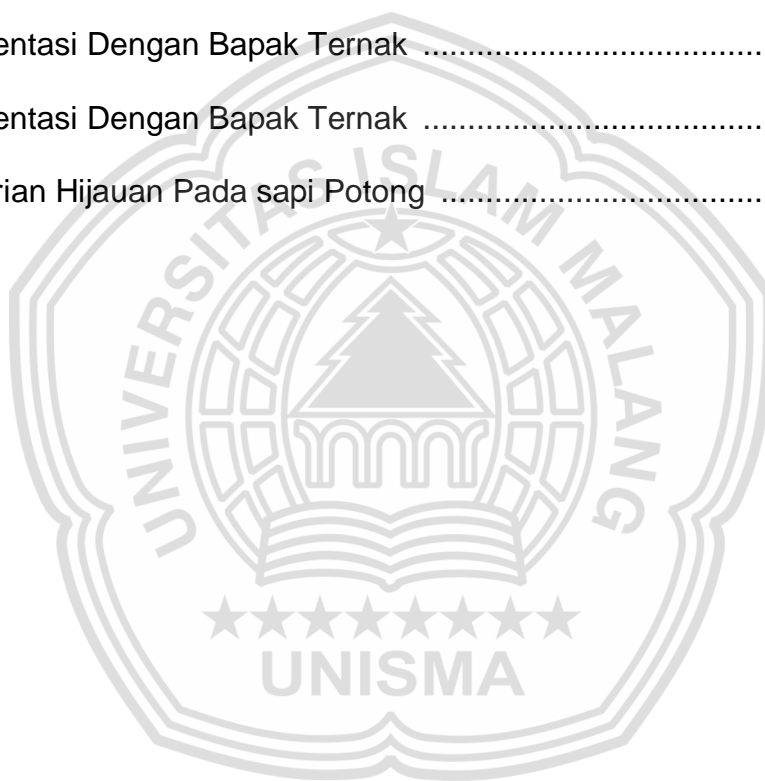 entasi Dengan Bapak Ternak ....................................
entasi Dengan Bapak Ternak ....................................
rian Hijauan Pada sapi Potong ..................................
UNIVERSITAS ISLAM MALANG
UNISMA